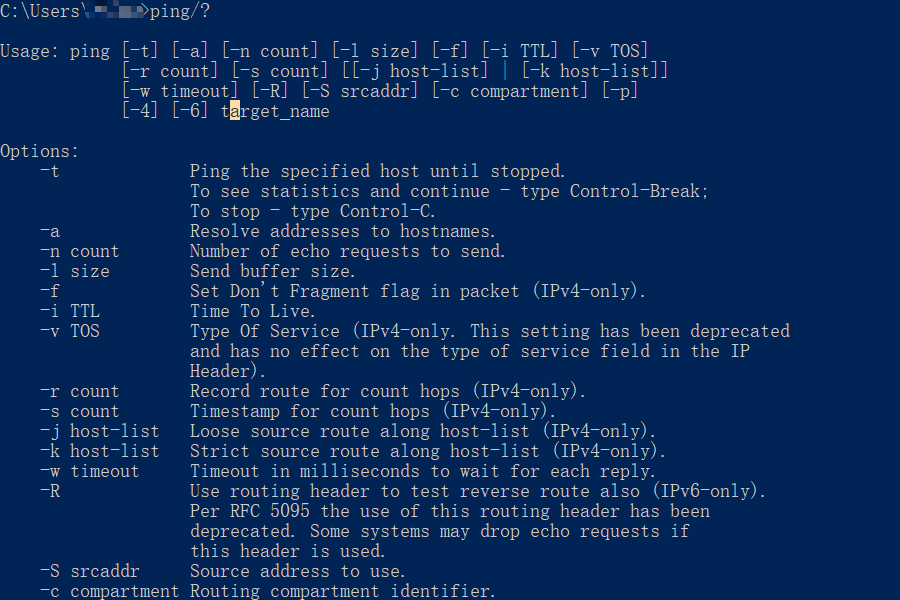 C:\Users\>ping/?
Usage: ping [-t] [-a] [-n count] [-l size] [-f] [-i TTL] [-v TOS]
[-r count] [-s count] [[-j host-list] | [-k host-list]]
[-w timeout] [-R] [-S srcaddr] [-c compartment] [-p]
[-4] [-6] target_name
Options:
-t Ping the specified host until stopped.
To see statistics and continue - type Control-Break;
To stop - type Control-C.
-a Resolve addresses to hostnames.
-n count Number of echo requests to send.
-l size Send buffer size.
-f Set Don't Fragment flag in packet (IPv4-only).
-i TTL Time To Live.
-v TOS Type Of Service (IPv4-only. This setting has been deprecated
and has no effect on the type of service field in the IP
Header).
-r count Record route for count hops (IPv4-only).
-s count Timestamp for count hops (IPv4-only).
-j host-list Loose source route along host-list (IPv4-only).
-k host-list Strict source route along host-list (IPv4-only).
-w timeout Timeout in milliseconds to wait for each reply.
-R Use routing header to test reverse route also (IPv6-only).
Per RFC 5095 the use of this routing header has been
deprecated. Some systems may drop echo requests if
this header is used.
-S srcaddr Source address to use.
-c compartment Routing compartment identifier.